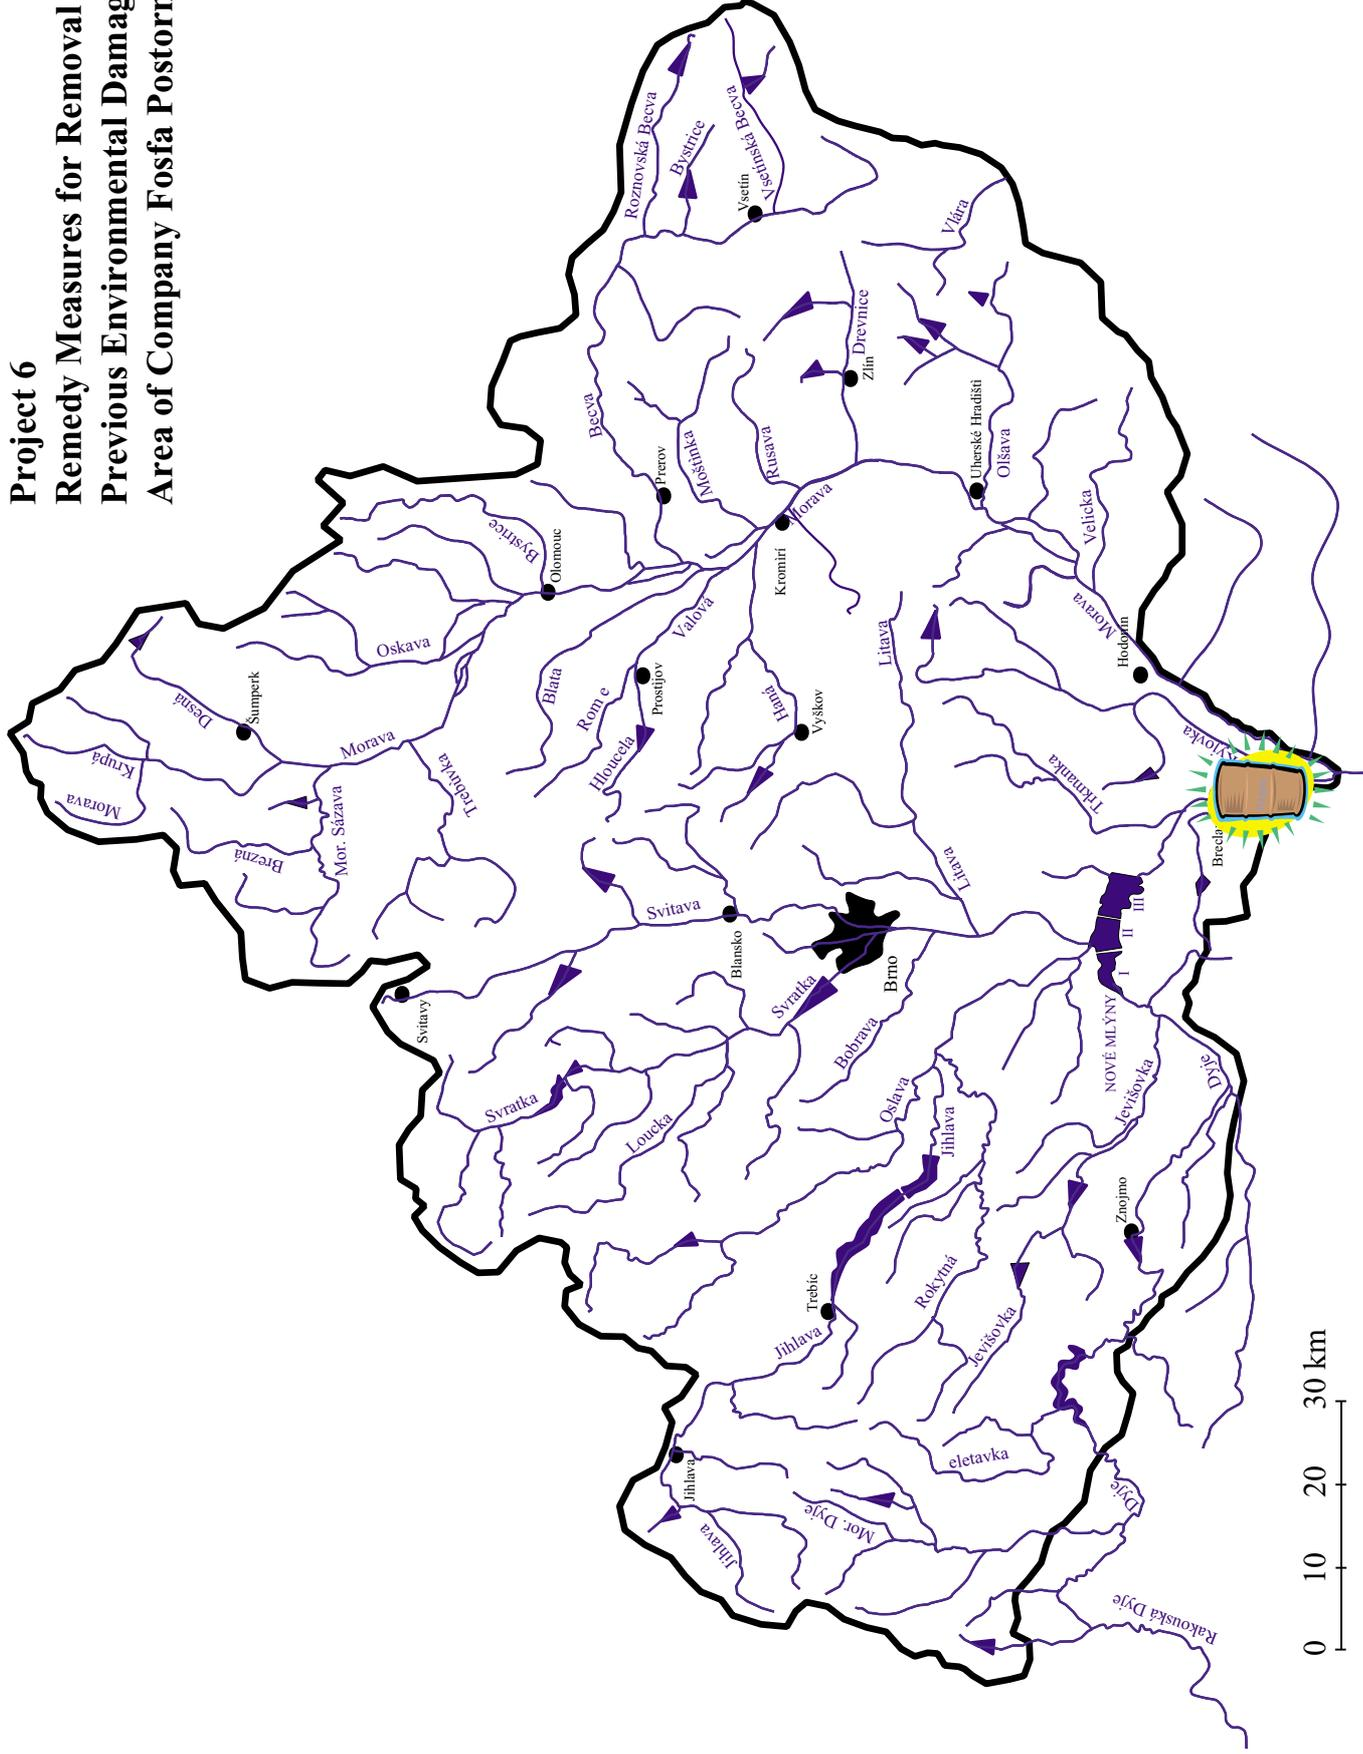 Project 6
Remedy Measures for Removal
Previous Environmental Damag
Area of Company Fosfa Postorn
Roznovská Becva
Bystrice
Vsetínská Becva
Vsetín
Vlára
Becva
Drevnice
Zlín
Prerov
Moštinka
Rusava
Uherské Hradišti
Olšava
Morava
Kromirí
Velicka
Bystrice
Olomouc
Oskava
Valová
Litava
Morava
Hodonin
Desná
Šumperk
Blata
Rom e
Prostijov
Hloucela
Haná
Vyškov
Krupá
Morava
Morava
Trebuvka
Trkmanka
Kyjovka
Brezná
Mor. Sázava
Svitava
Litava
Brecla
Blansko
Svitavy
Svratka
Brno
I
II
III
NOVÉ MLÝNY
Svratka
Loucka
Bobrava
Oslava
Jihlava
Jevišovka
Dyje
Znojmo
Trebíc
Jihlava
Rokytná
Jevišovka
Jihlava
Jihlava
eletavka
Mor. Dyje
Dyje
Rakouská Dyje
0
10
20
30 km